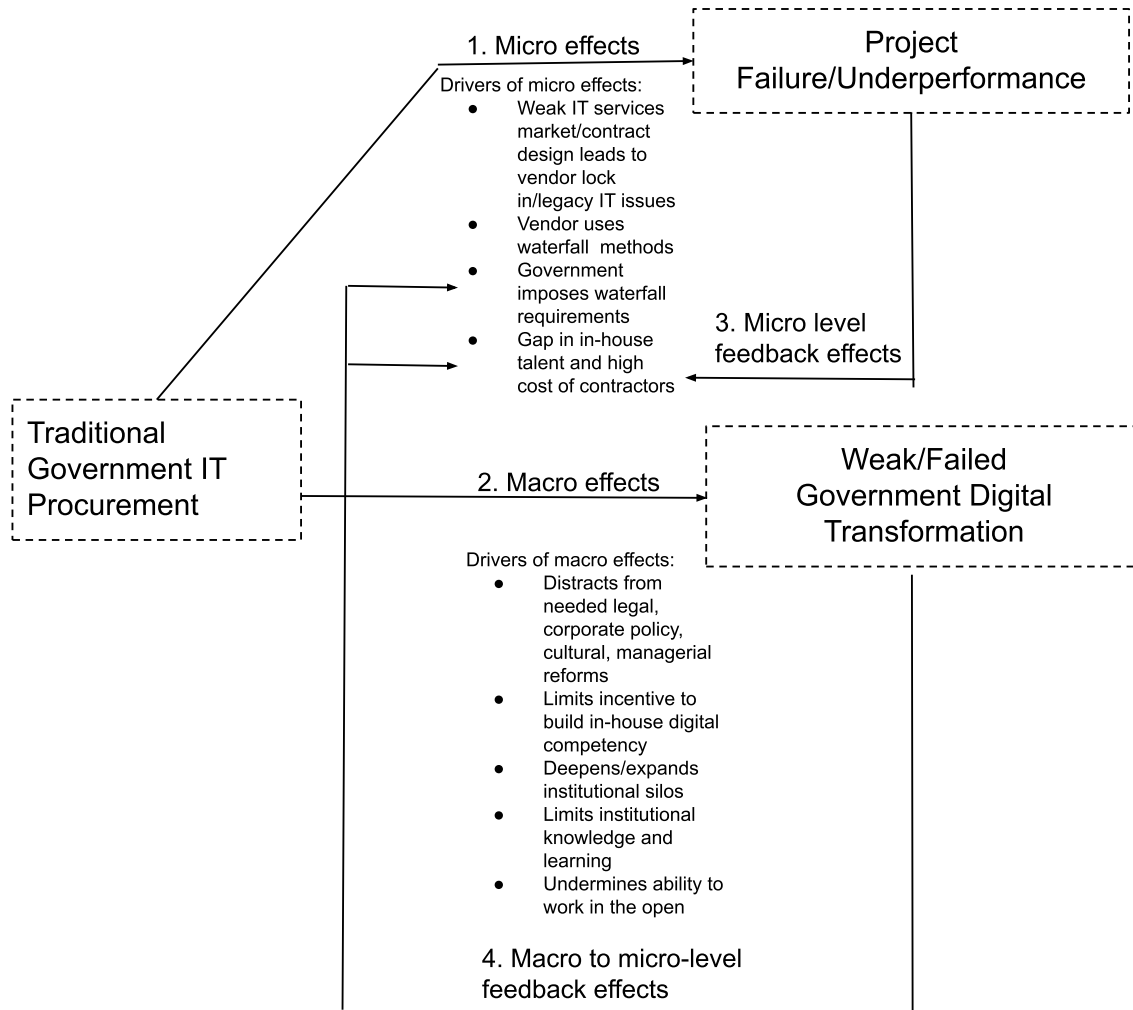 1. Micro effects
Project
Failure/Underperformance
Drivers of micro effects:
● Weak IT services
market/contract
design leads to
vendor lock
in/legacy IT issues
● Vendor uses
waterfall  methods
● Government
imposes waterfall
requirements
● Gap in in-house
talent and high
cost of contractors
3. Micro level
feedback effects
Traditional
Government IT
Procurement
2. Macro effects
Weak/Failed
Government Digital
Transformation
Drivers of macro effects:
● Distracts from
needed legal,
corporate policy,
cultural, managerial
reforms
● Limits incentive to
build in-house digital
competency
● Deepens/expands
institutional silos
● Limits institutional
knowledge and
learning
● Undermines ability to
work in the open
4. Macro to micro-level
feedback effects